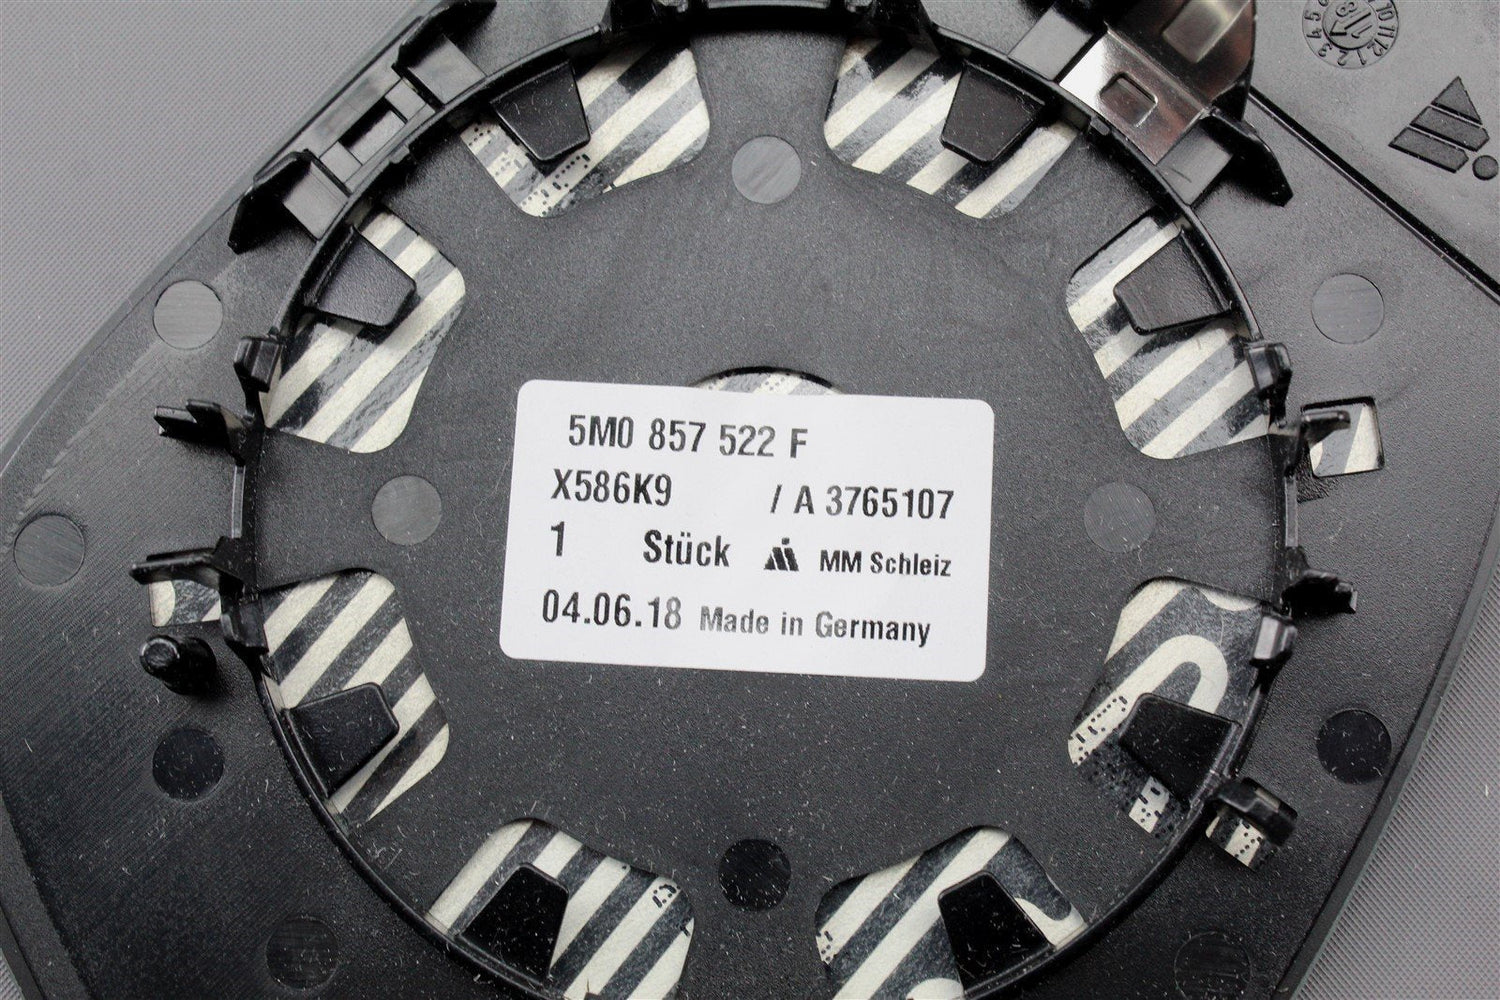 5M0 857 522 F
X586K9 / A 3765107
1 Stück MM Schleiz
04.06.18 Made in Germany